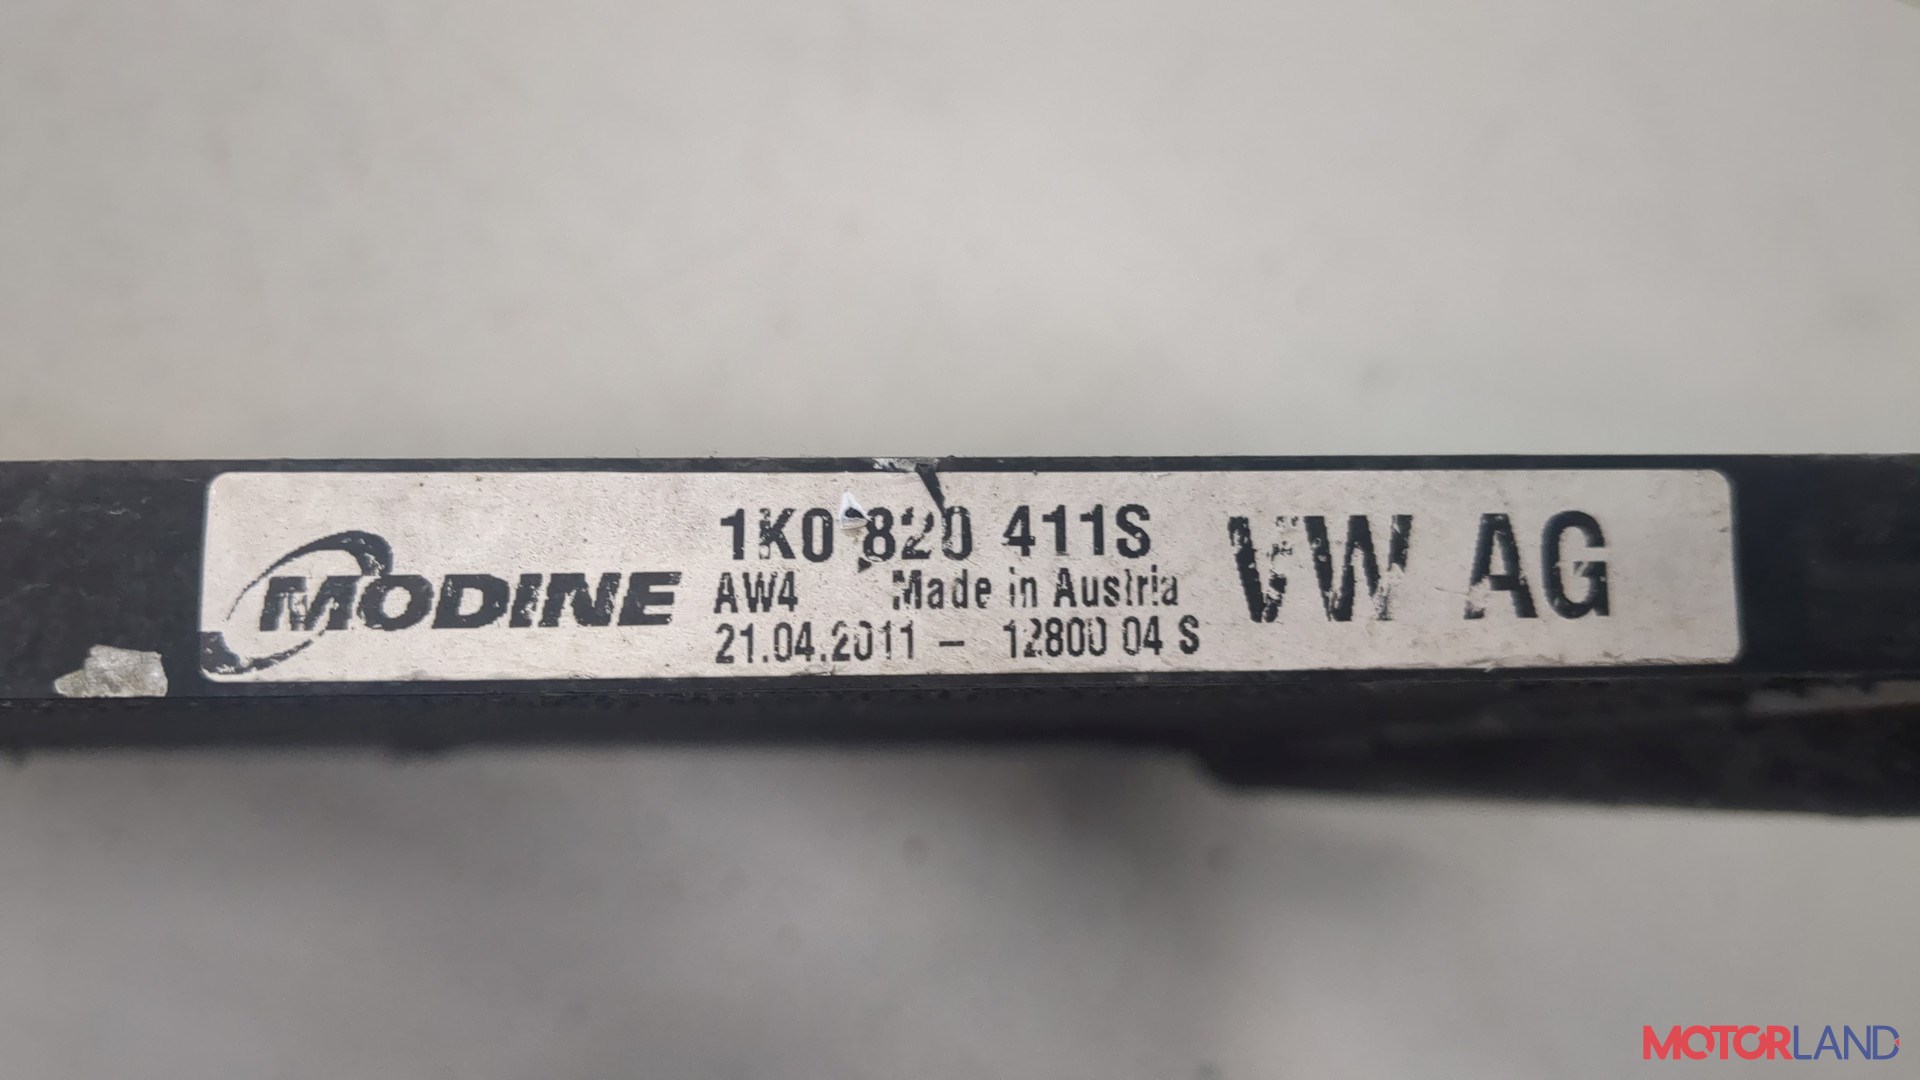 MODINE
1K0 820 411S
AW4 Made in Austria
21.04.2011 - 12800 04 S
VW AG
MOTORLAND